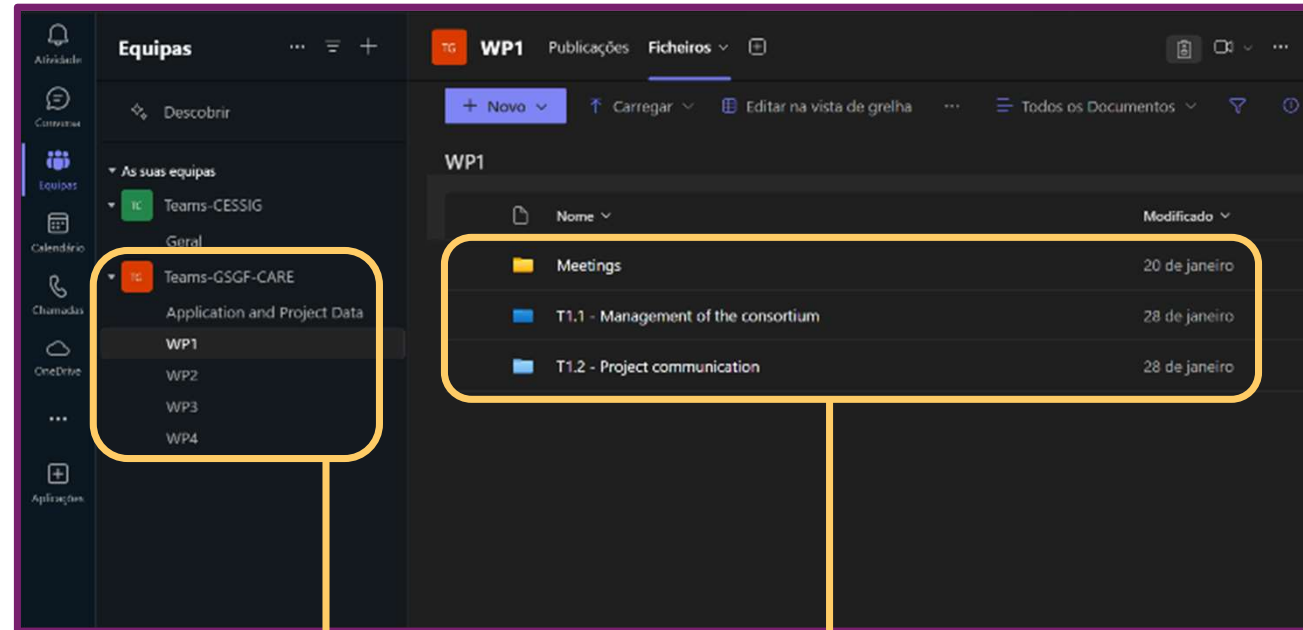 Atividade
Conversa
Equipas
Calendário
Chamadas
OneDrive
Aplicações
Equipas
Descobrir
As suas equipas
TC Teams-CESSIG
Geral
TG Teams-GSGF-CARE
Application and Project Data
WP1
WP2
WP3
WP4
TG WP1 Publicações Ficheiros
+ Novo Carregar Editar na vista de grelha ... Todos os Documentos
WP1
Nome Modificado
Meetings 20 de janeiro
T1.1 - Management of the consortium 28 de janeiro
T1.2 - Project communication 28 de janeiro